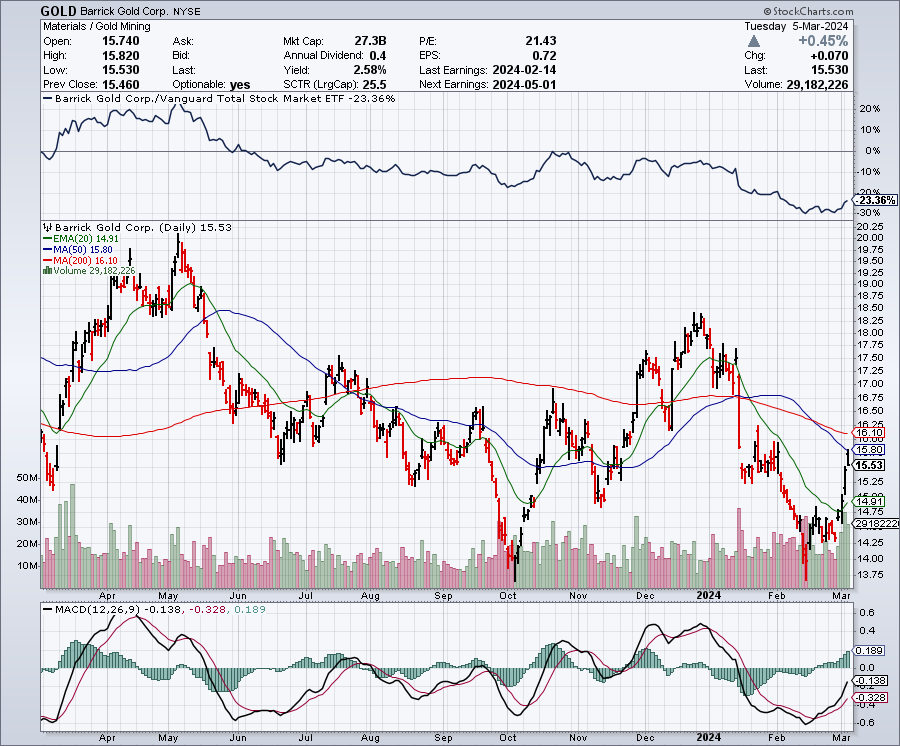 GOLD Barrick Gold Corp. NYSE ©StockCharts.com
Materials / Gold Mining Tuesday 5-Mar-2024
Open: 15.740 Ask: Mkt Cap: 27.3B P/E: 21.43 +0.45%
High: 15.820 Bid: Annual Dividend: 0.4 EPS: 0.72 Chg: +0.070
Low: 15.530 Last: Yield: 2.58% Last Earnings: 2024-02-14 Last: 15.530
Prev Close: 15.460 Optionable: yes SCTR (LrgCap): 25.5 Next Earnings: 2024-05-01 Volume: 29,182,226
Barrick Gold Corp./Vanguard Total Stock Market ETF -23.36%
20%
10%
0%
-10%
-20%
-23.36%
-30%
Barrick Gold Corp. (Daily) 15.53
EMA(20) 14.91
MA(50) 15.80
MA(200) 16.10
Volume 29,182,226
20.25
20.00
19.75
19.50
19.25
19.00
18.75
18.50
18.25
18.00
17.75
17.50
17.25
17.00
16.75
16.50
16.25
16.10
16.00
15.80
15.53
15.25
15.00
14.91
14.75
29182226
14.25
14.00
13.75
50M
40M
30M
20M
10M
Apr May Jun Jul Aug Sep Oct Nov Dec 2024 Feb Mar
MACD(12,26,9) -0.138, -0.328, 0.189
0.6
0.4
0.189
0.0
-0.138
-0.2
-0.328
-0.4
-0.6
Apr May Jun Jul Aug Sep Oct Nov Dec 2024 Feb Mar